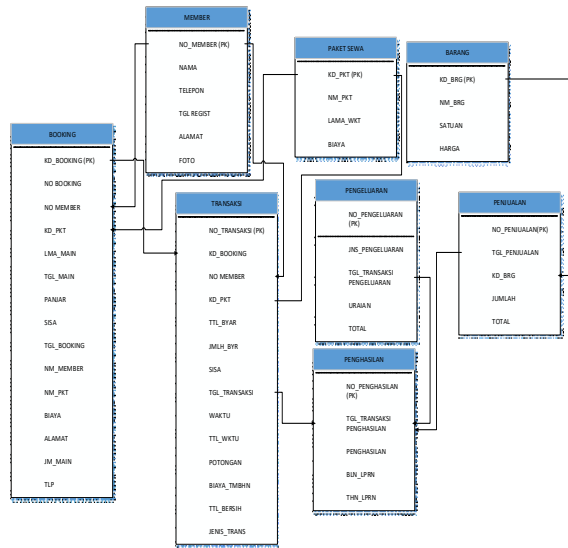 MEMBER
NO_MEMBER (PK)
NAMA
TELEPON
TGL REGIST
ALAMAT
FOTO
PAKET SEWA
KD_PKT (PK)
NM_PKT
LAMA_WKT
BIAYA
BARANG
KD_BRG (PK)
NM_BRG
SATUAN
HARGA
BOOKING
KD_BOOKING (PK)
NO BOOKING
NO MEMBER
KD_PKT
LMA_MAIN
TGL_MAIN
PANJAR
SISA
TGL_BOOKING
NM_MEMBER
NM_PKT
BIAYA
ALAMAT
JM_MAIN
TLP
TRANSAKSI
NO_TRANSAKSI (PK)
KD_BOOKING
NO MEMBER
KD_PKT
TTL_BYAR
JMLH_BYR
SISA
TGL_TRANSAKSI
WAKTU
TTL_WKTU
POTONGAN
BIAYA_TMBHN
TTL_BERSIH
JENIS_TRANS
PENGELUARAN
NO_PENGELUARAN
(PK)
JNS_PENGELUARAN
TGL_TRANSAKSI
PENGELUARAN
URAIAN
TOTAL
PENJUALAN
NO_PENJUALAN(PK)
TGL_PENJUALAN
KD_BRG
JUMLAH
TOTAL
PENGHASILAN
NO_PENGHASILAN
(PK)
TGL_TRANSAKSI
PENGHASILAN
PENGHASILAN
BLN_LPRN
THN_LPRN